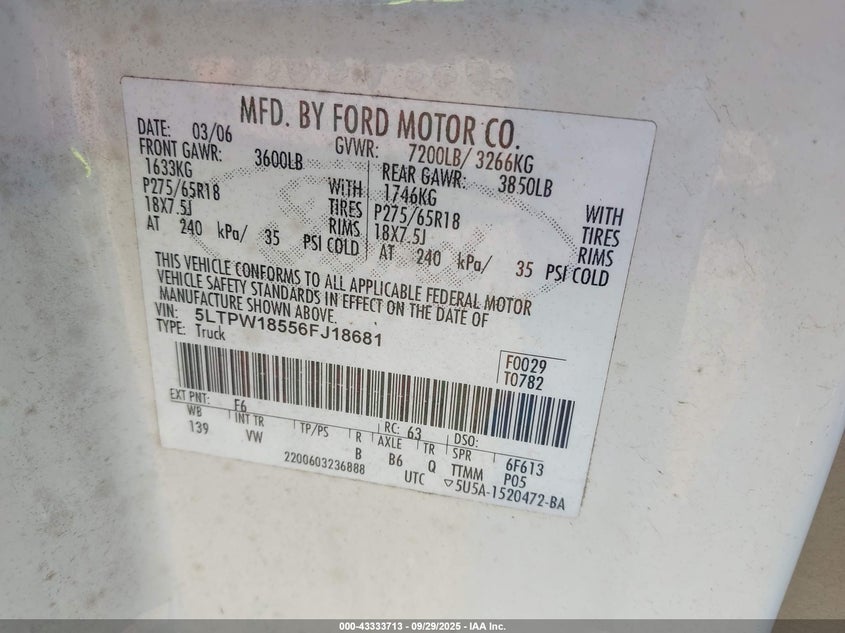 MFD. BY FORD MOTOR CO.
DATE: 03/06 GVWR: 7200LB/ 3266KG
FRONT GAWR: 3600LB REAR GAWR: 3850LB
1633KG WITH 1746KG WITH
P275/65R18 TIRES P275/65R18 TIRES
18X7.5J RIMS 18X7.5J RIMS
AT 240 kPa/ 35 PSI COLD AT 240 kPa/ 35 PSI COLD
THIS VEHICLE CONFORMS TO ALL APPLICABLE FEDERAL MOTOR
VEHICLE SAFETY STANDARDS IN EFFECT ON THE DATE OF
MANUFACTURE SHOWN ABOVE.
VIN: 5LTPW18556FJ18681
TYPE: Truck
F0029
T0782
EXT PNT: F6 RC: 63 DSO:
WB INT TR TP/PS R AXLE TR SPR 6F613
139 VW B B6 Q TTMM P05
2200603236888 UTC ▽5U5A-1520472-BA
000-43333713 - 09/29/2025 - IAA Inc.